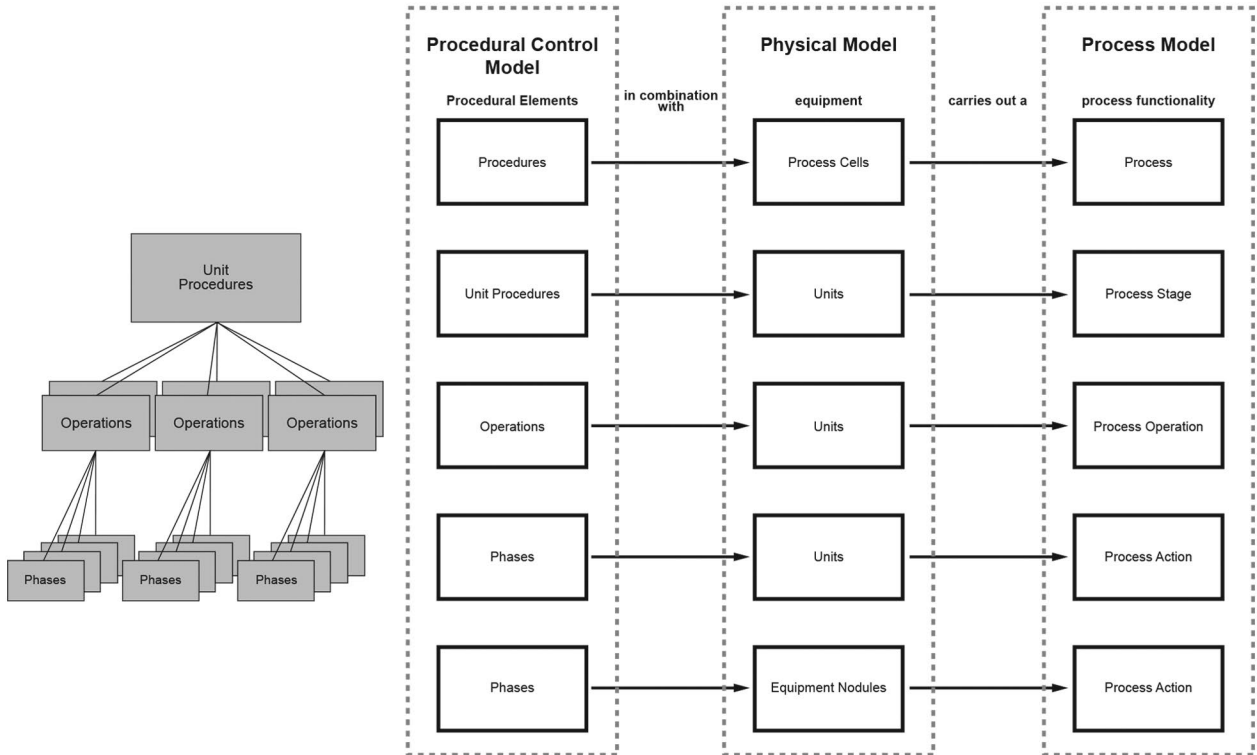 Unit
Procedures
Operations
Operations
Operations
Phases
Phases
Phases
Procedural Control
Model
Physical Model
Process Model
Procedural Elements
in combination
with
equipment
carries out a
process functionality
Procedures
Process Cells
Process
Unit Procedures
Units
Process Stage
Operations
Units
Process Operation
Phases
Units
Process Action
Phases
Equipment Nodules
Process Action